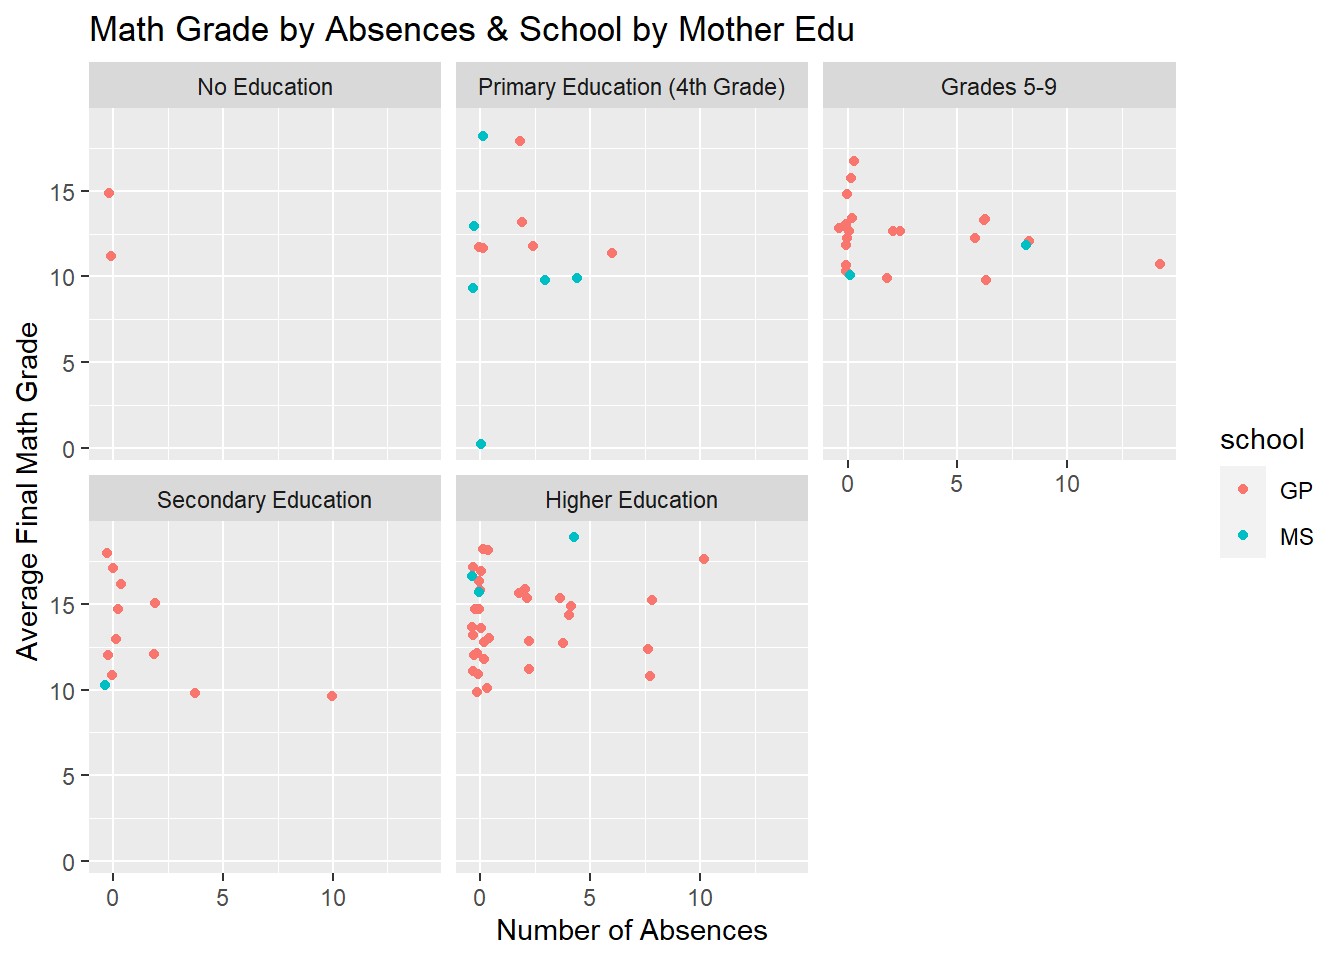 Math Grade by Absences & School by Mother Edu
No Education
Primary Education (4th Grade)
Grades 5-9
15
10
5
0
0 5 10
Secondary Education
Higher Education
15
10
5
0
0 5 10
0 5 10
Average Final Math Grade
Number of Absences
school
GP
MS